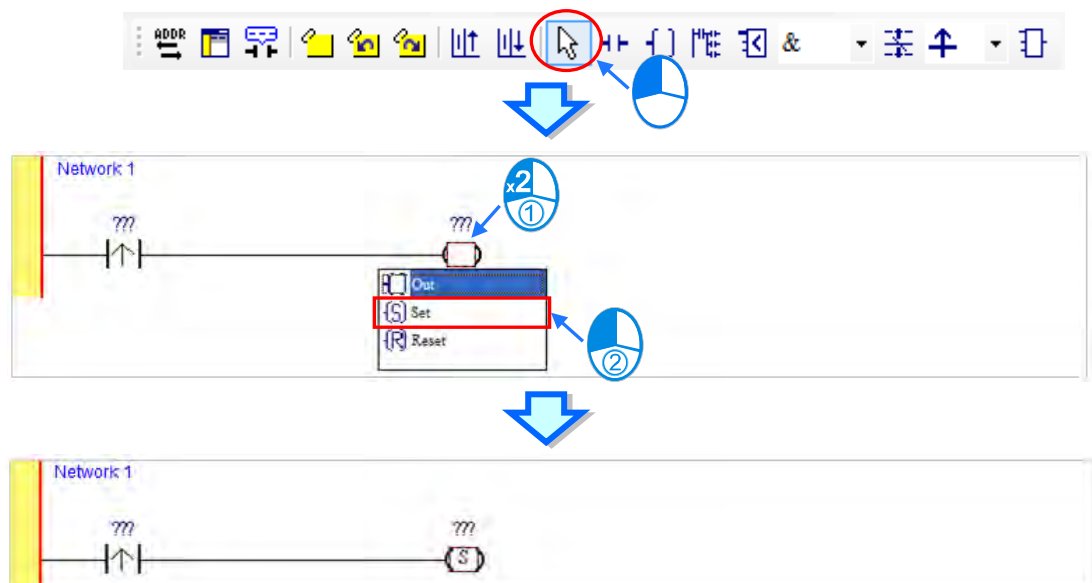 ADDR
&
Network 1
x2
①
???
???
Out
{S} Set
{R} Reset
②
Network 1
???
???
S